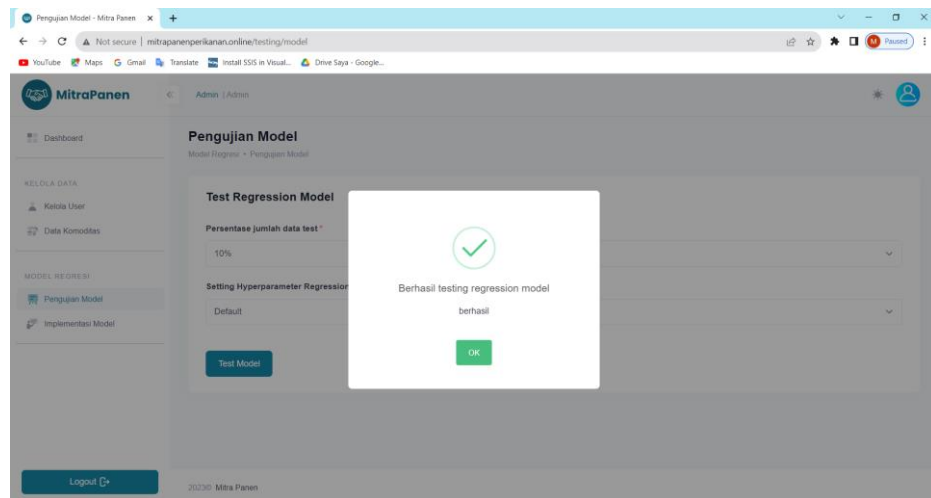 Pengujian Model - Mitra Panen
Not secure | mitrapanenperikanan.online/testing/model
Paused
YouTube Maps Gmail Translate Install SSIS in Visual... Drive Saya - Google...
MitraPanen
Admin | Admin
Dashboard
Pengujian Model
Model Regresi • Pengujian Model
KELOLA DATA
Kelola User
Data Komoditas
MODEL REGRESI
Pengujian Model
Implementasi Model
Test Regression Model
Persentase jumlah data test *
10%
Setting Hyperparameter Regression
Default
Test Model
Berhasil testing regression model
berhasil
OK
Logout
2023© Mitra Panen